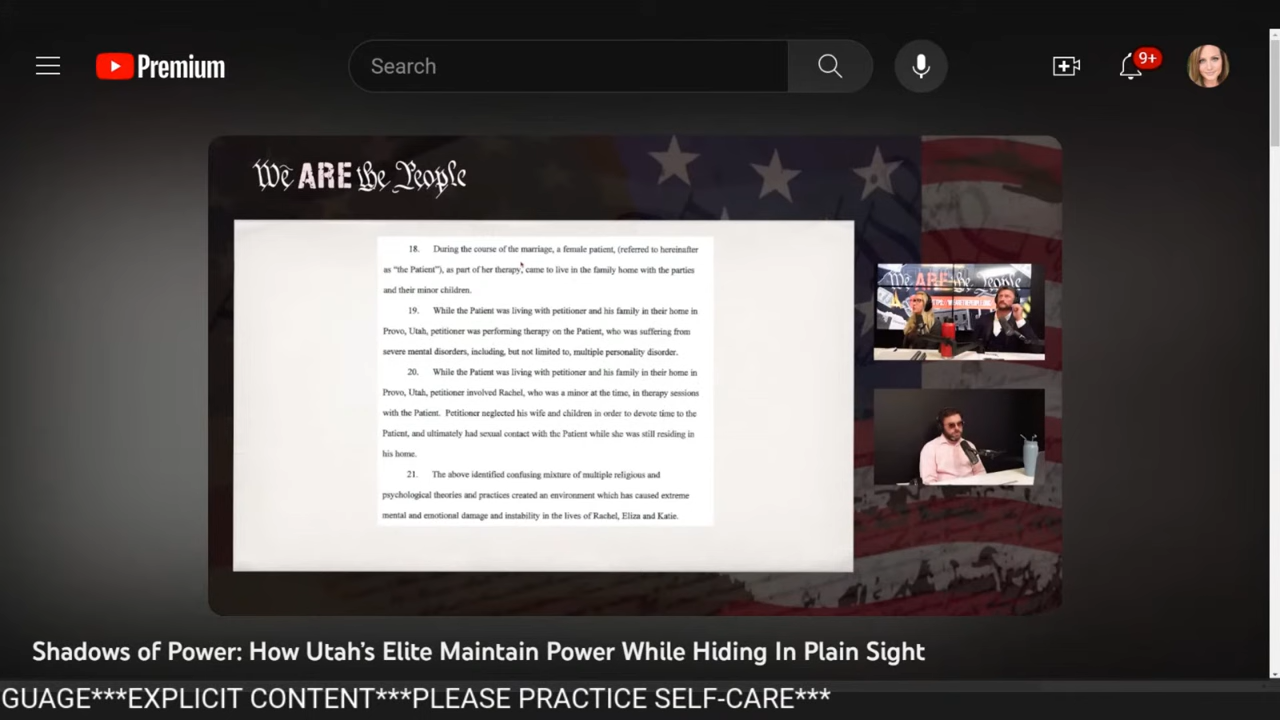 Premium
Search
9+
We ARE the People
18. During the course of the marriage, a female patient, (referred to hereinafter
as "the Patient"), as part of her therapy, came to live in the family home with the parties
and their minor children.
19. While the Patient was living with petitioner and his family in their home in
Provo, Utah, petitioner was performing therapy on the Patient, who was suffering from
severe mental disorders, including, but not limited to, multiple personality disorder.
20. While the Patient was living with petitioner and his family in their home in
Provo, Utah, petitioner involved Rachel, who was a minor at the time, in therapy sessions
with the Patient. Petitioner neglected his wife and children in order to devote time to the
Patient, and ultimately had sexual contact with the Patient while she was still residing in
his home.
21. The above identified confusing mixture of multiple religious and
psychological theories and practices created an environment which has caused extreme
mental and emotional damage and instability in the lives of Rachel, Eliza and Katie.
We ARE the People
Shadows of Power: How Utah's Elite Maintain Power While Hiding In Plain Sight
GUAGE***EXPLICIT CONTENT***PLEASE PRACTICE SELF-CARE***